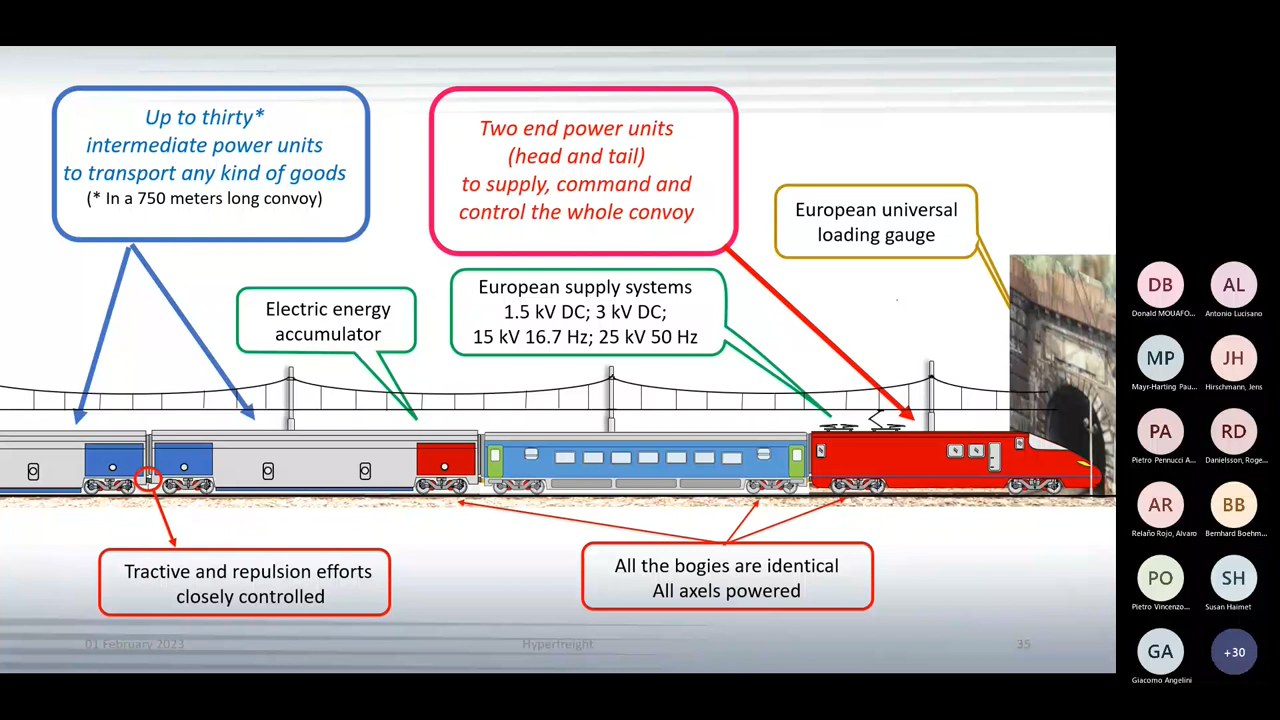 Up to thirty*
intermediate power units
to transport any kind of goods
(* In a 750 meters long convoy)
Two end power units
(head and tail)
to supply, command and
control the whole convoy
European universal
loading gauge
Electric energy
accumulator
European supply systems
1.5 kV DC; 3 kV DC;
15 kV 16.7 Hz; 25 kV 50 Hz
Tractive and repulsion efforts
closely controlled
All the bogies are identical
All axels powered
01 February 2023
Hyperfreight
35
DB
Donald MOUAFO...
AL
Antonio Lucisano
MP
Mayr-Harting Pau...
JH
Hirschmann, Jens
PA
Pietro Pennucci A...
RD
Danielsson, Roge...
AR
Relaño Rojo, Alvaro
BB
Bernhard Boehm...
PO
Pietro Vincenzo...
SH
Susan Haimet
GA
Giacomo Angelini
+30